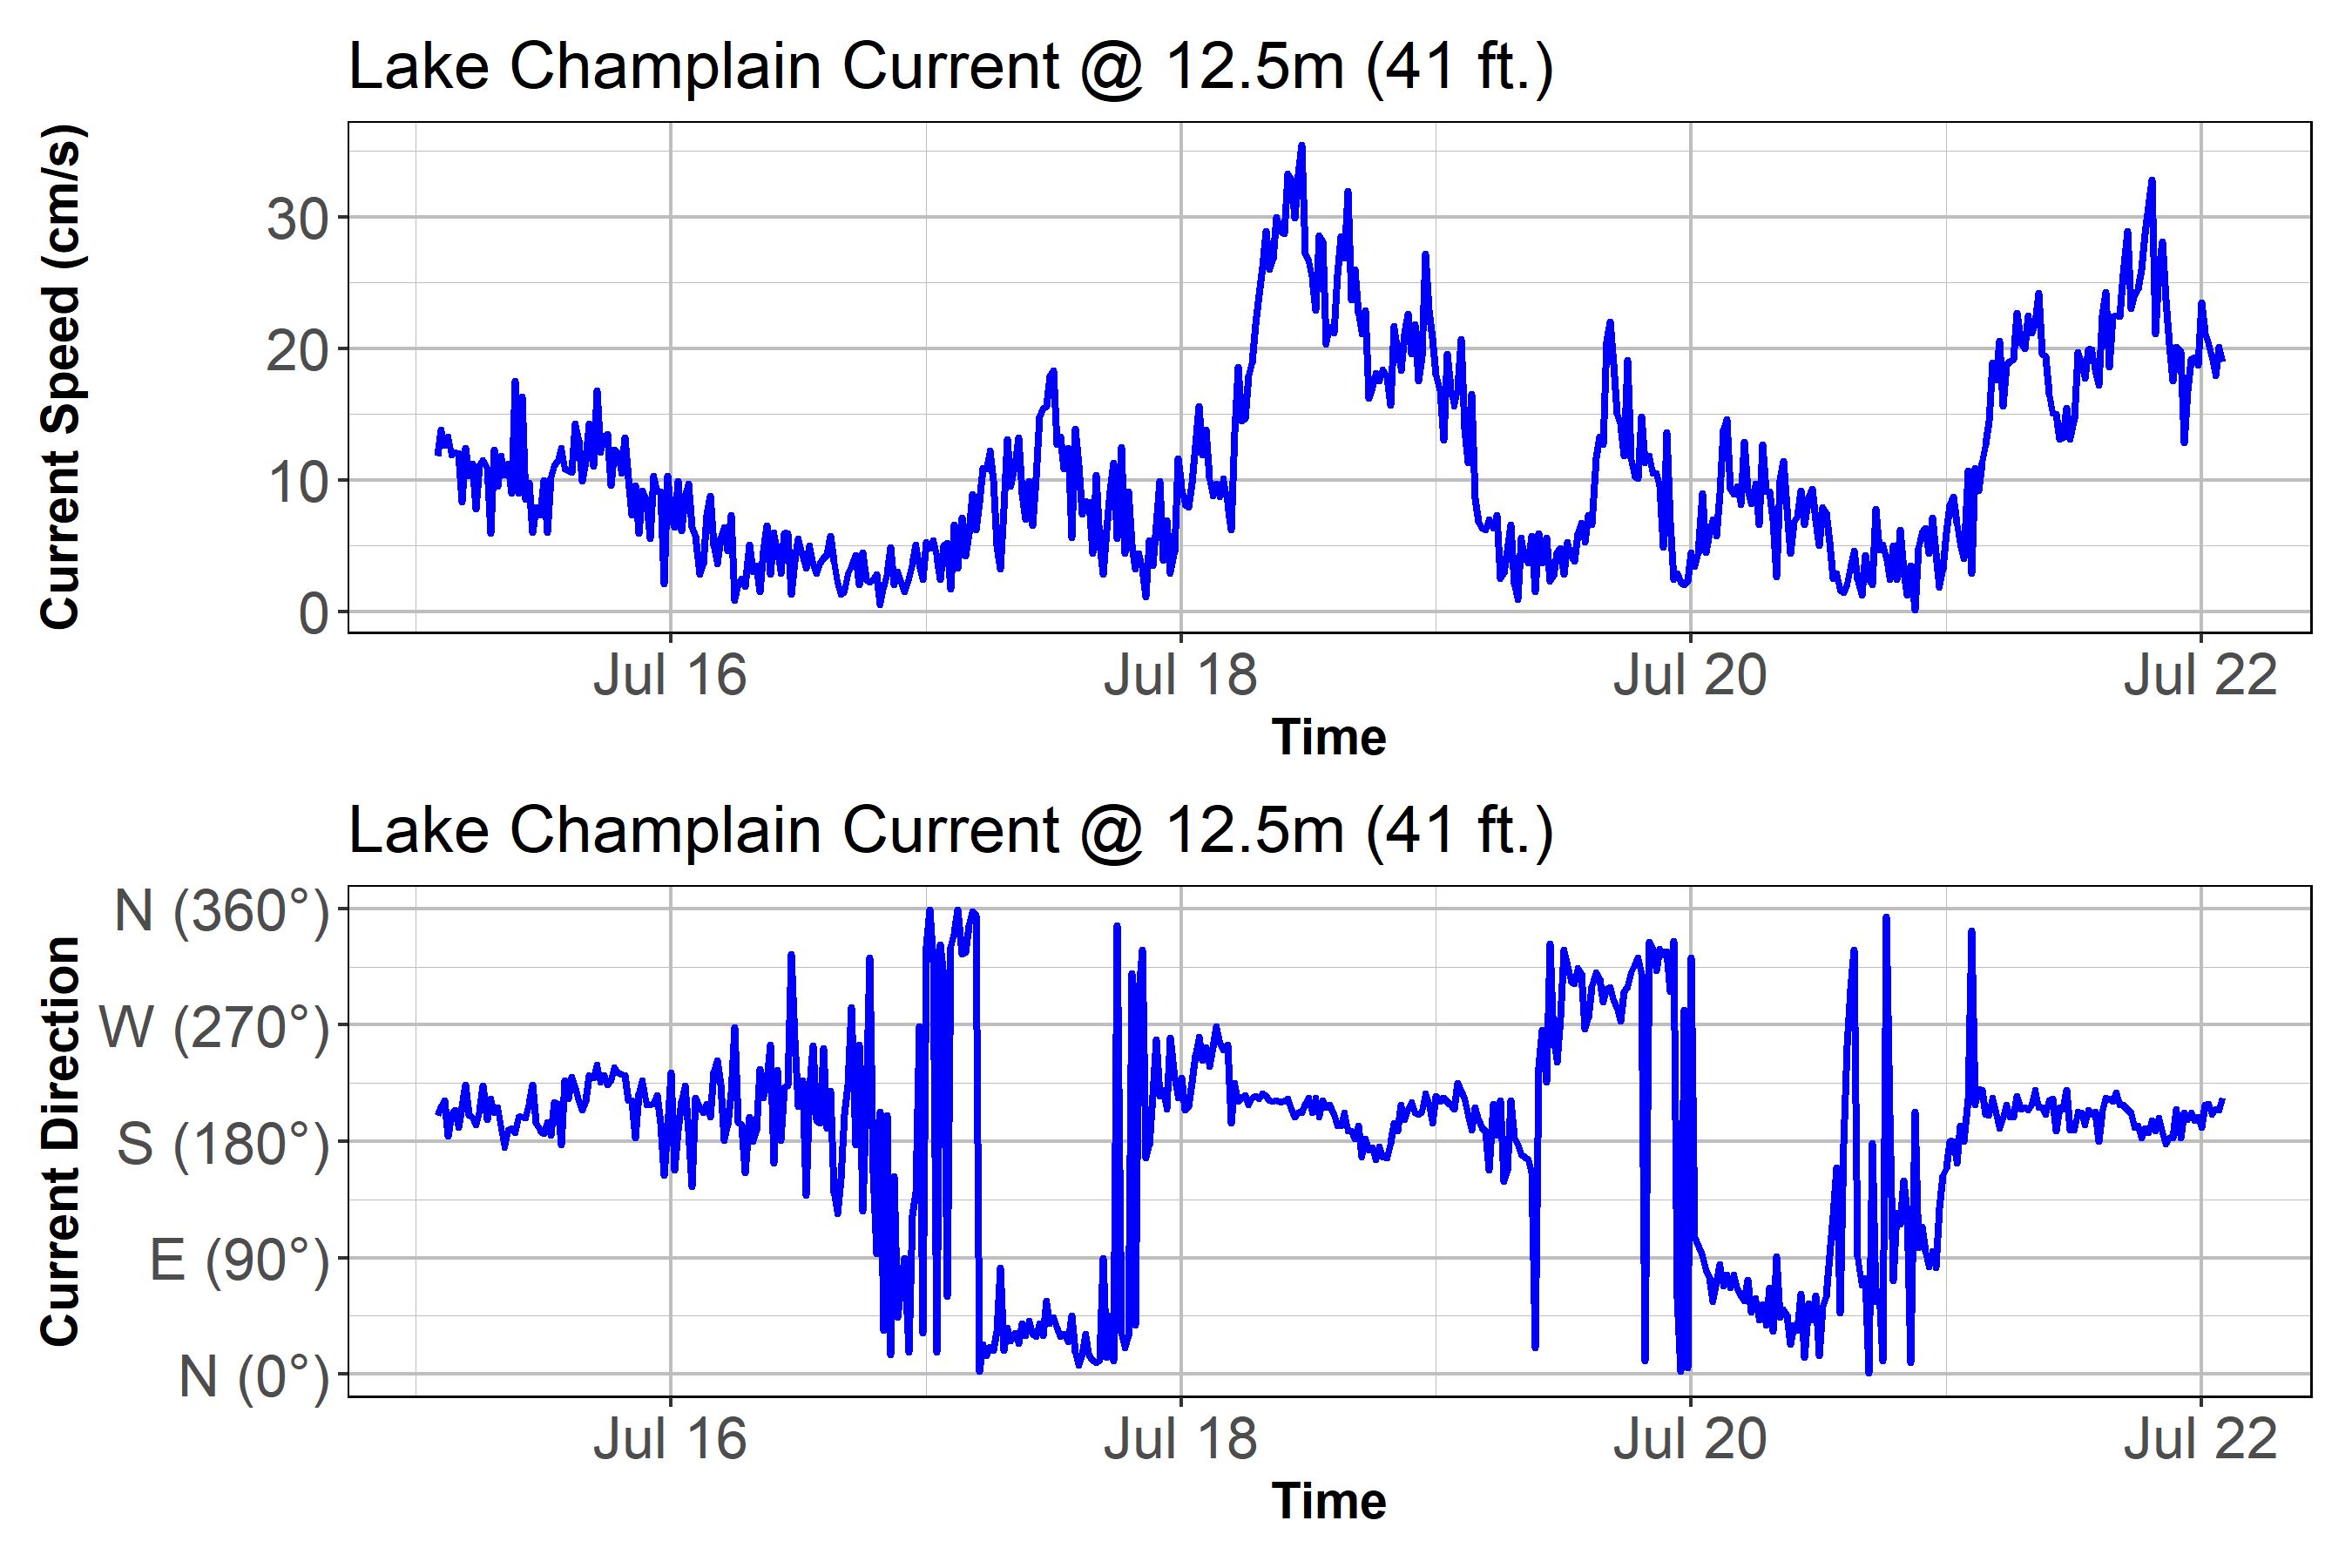 Lake Champlain Current @ 12.5m (41 ft.)
Current Speed (cm/s)
30
20
10
0
Jul 16 Jul 18 Jul 20 Jul 22
Time
Lake Champlain Current @ 12.5m (41 ft.)
Current Direction
N (360°)
W (270°)
S (180°)
E (90°)
N (0°)
Jul 16 Jul 18 Jul 20 Jul 22
Time